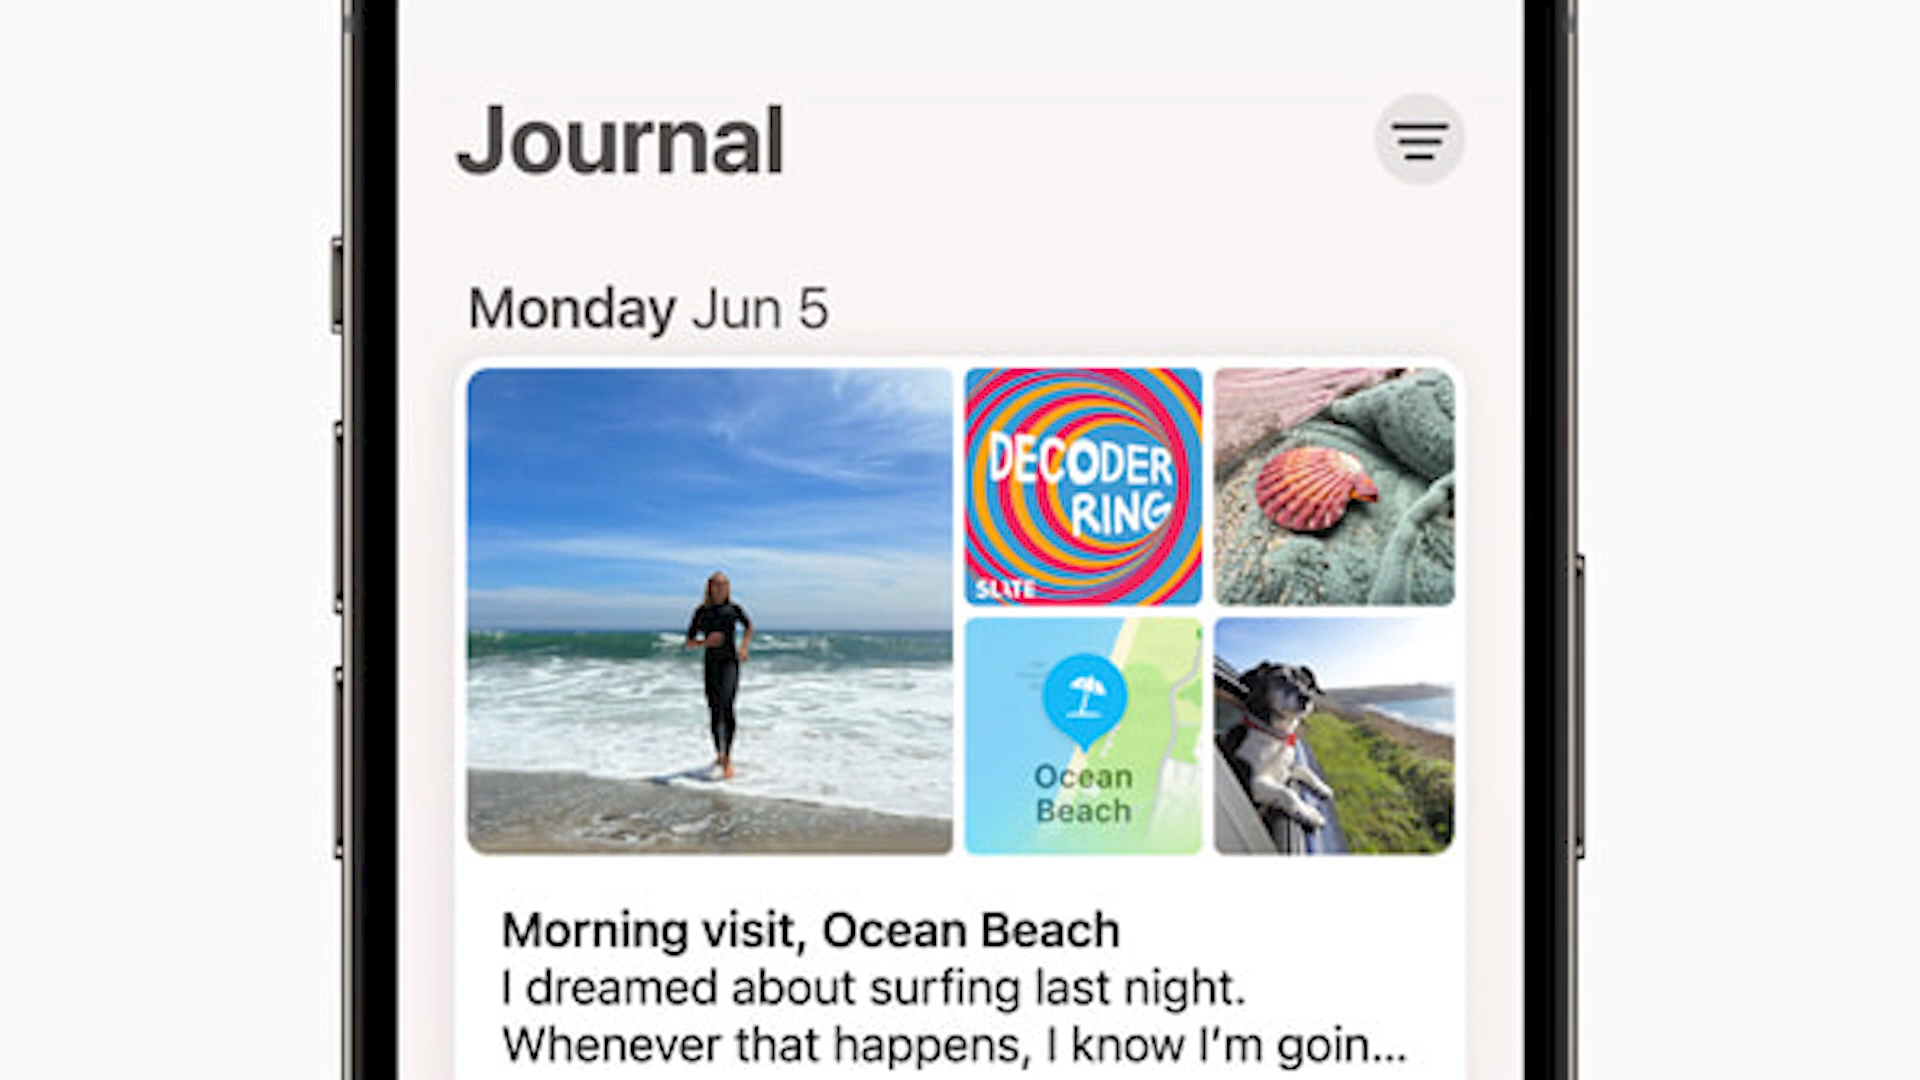 Journal
Monday Jun 5
DECODER
RING
SLATE
Ocean
Beach
Morning visit, Ocean Beach
I dreamed about surfing last night.
Whenever that happens, I know I’m goin...